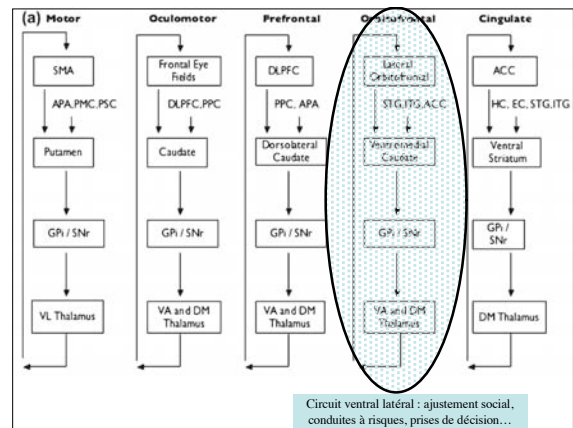 (a) Motor
Oculomotor
Prefrontal
Orbitofrontal
Cingulate
SMA
Frontal Eye
Fields
DLPFC
Lateral
Orbitofrontal
ACC
APA,PMC,PSC
DLPFC,PPC
PPC, APA
STG,ITG,ACC
HC, EC, STG,ITG
Putamen
Caudate
Dorsolateral
Caudate
Ventromedial
Caudate
Ventral
Striatum
GPi / SNr
GPi / SNr
GPi / SNr
GPi / SNr
GPi /
SNr
VL Thalamus
VA and DM
Thalamus
VA and DM
Thalamus
VA and DM
Thalamus
DM Thalamus
Circuit ventral latéral : ajustement social,
conduites à risques, prises de décision…